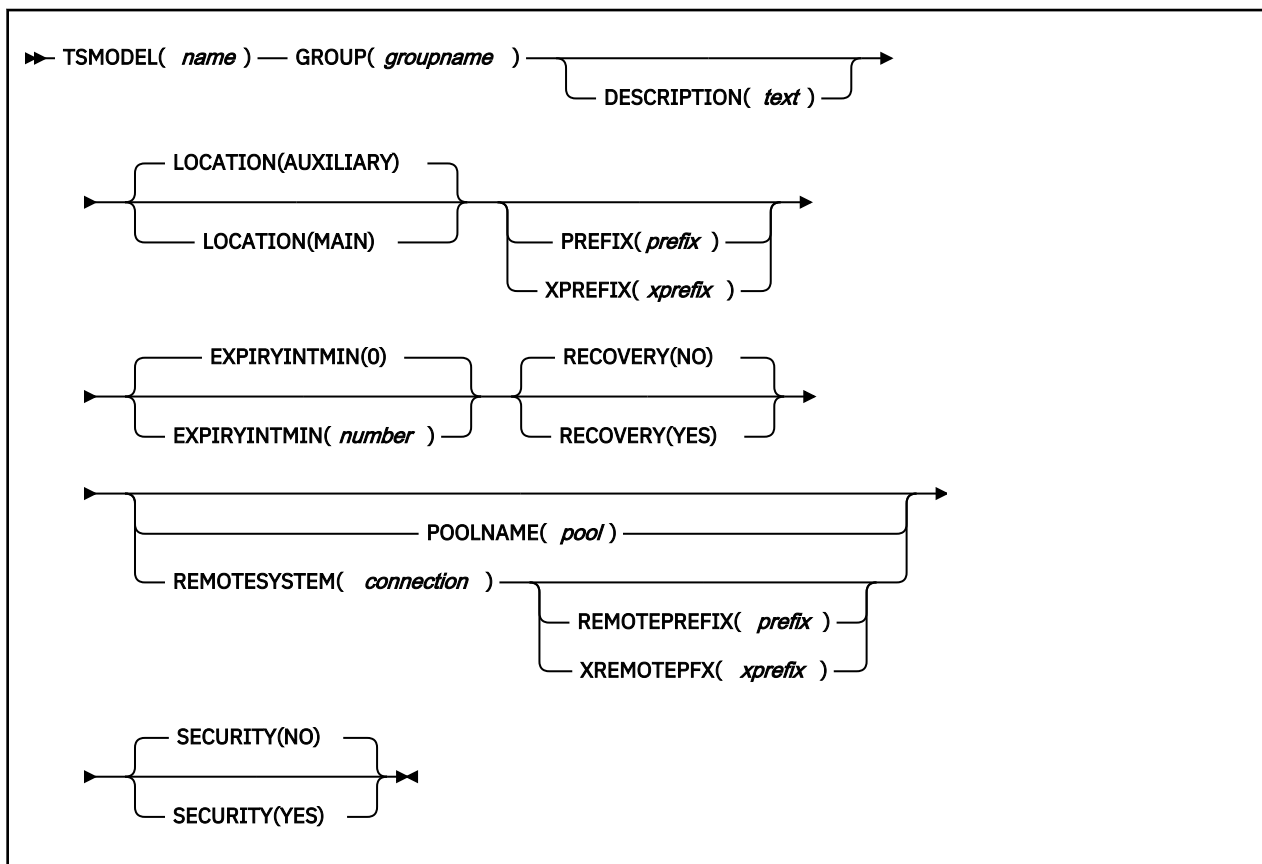 TSMODEL( name ) GROUP( groupname )
DESCRIPTION( text )
LOCATION(AUXILIARY)
LOCATION(MAIN)
PREFIX( prefix )
XPREFIX( xprefix )
EXPIRYINTMIN(0)
EXPIRYINTMIN( number )
RECOVERY(NO)
RECOVERY(YES)
POOLNAME( pool )
REMOTESYSTEM( connection )
REMOTEPREFIX( prefix )
XREMOTEPFX( xprefix )
SECURITY(NO)
SECURITY(YES)